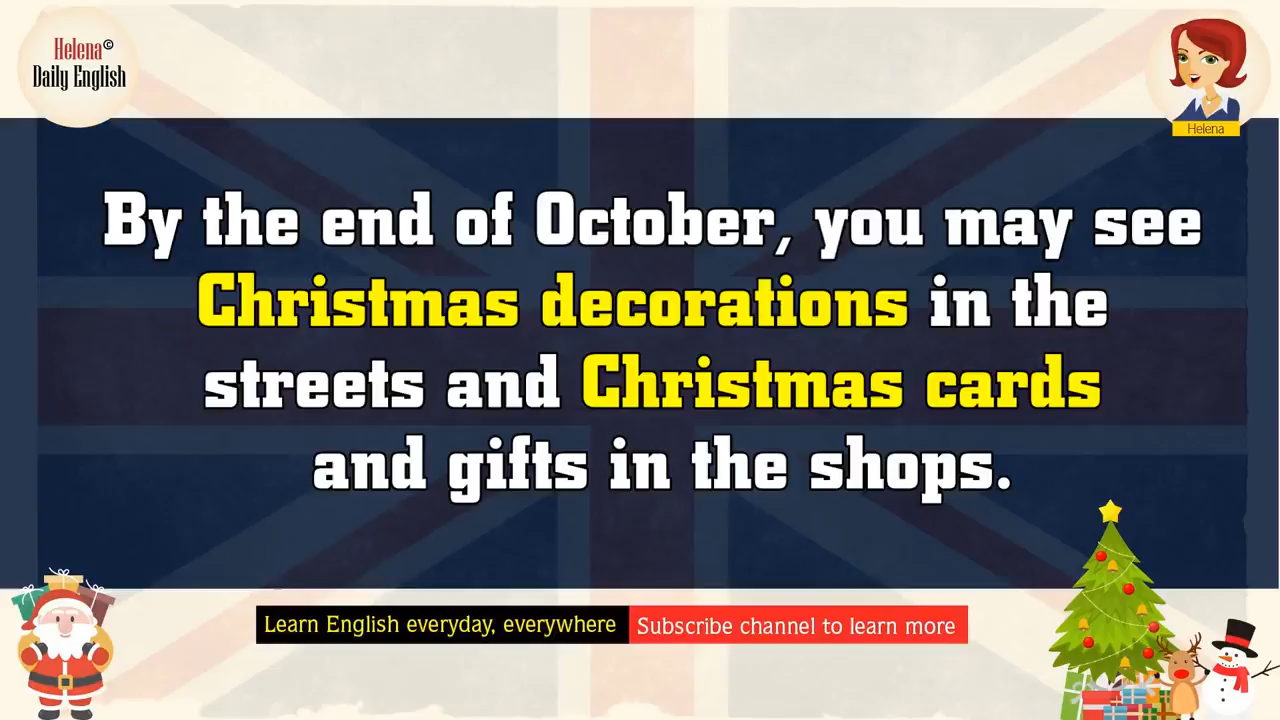 Helena©
Daily English
Helena
By the end of October, you may see
Christmas decorations in the
streets and Christmas cards
and gifts in the shops.
Learn English everyday, everywhere
Subscribe channel to learn more